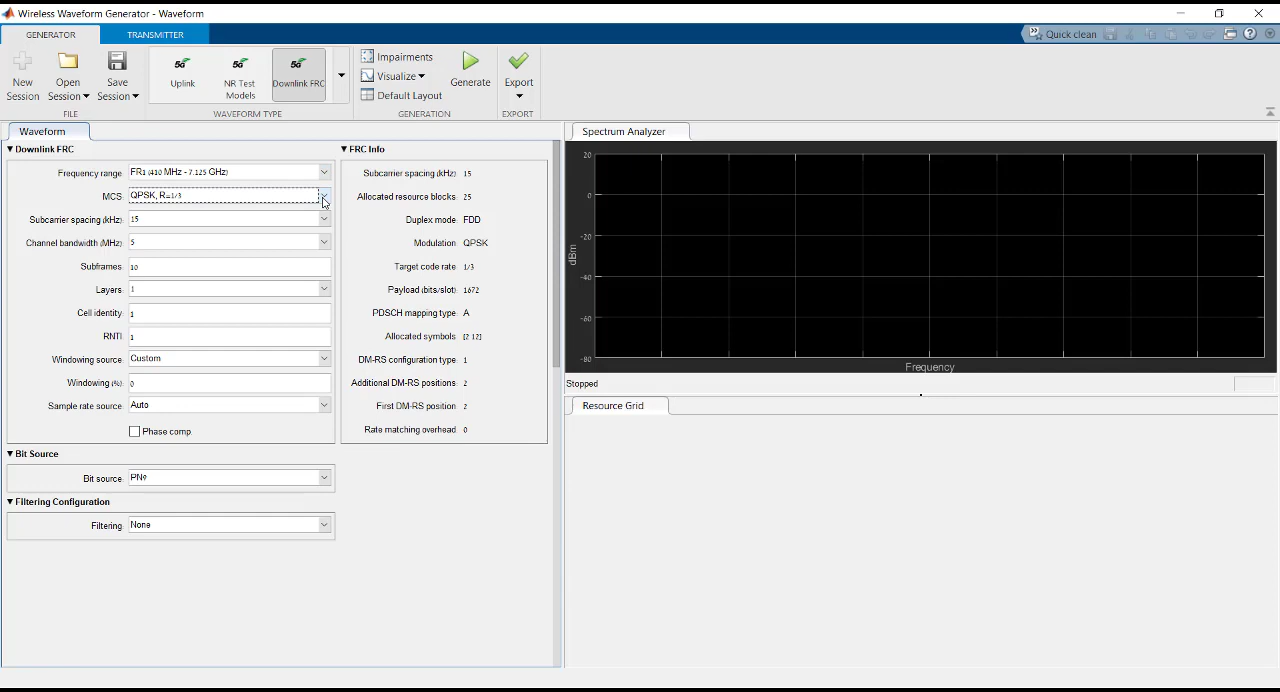 Wireless Waveform Generator - Waveform
GENERATOR
TRANSMITTER
Quick clean
New
Session
Open
Session
Save
Session
FILE
5G
Uplink
5G
NR Test
Models
5G
Downlink FRC
WAVEFORM TYPE
Impairments
Visualize
Default Layout
Generate
GENERATION
Export
EXPORT
Waveform
Downlink FRC
Frequency range: FR1 (410 MHz - 7.125 GHz)
MCS: QPSK, R=1/3
Subcarrier spacing (kHz): 15
Channel bandwidth (MHz): 5
Subframes: 10
Layers: 1
Cell identity: 1
RNTI: 1
Windowing source: Custom
Windowing (%): 0
Sample rate source: Auto
Phase comp.
Bit Source
Bit source: PN9
Filtering Configuration
Filtering: None
FRC Info
Subcarrier spacing (kHz): 15
Allocated resource blocks: 25
Duplex mode: FDD
Modulation: QPSK
Target code rate: 1/3
Payload (bits/slot): 1672
PDSCH mapping type: A
Allocated symbols: [2 12]
DM-RS configuration type: 1
Additional DM-RS positions: 2
First DM-RS position: 2
Rate matching overhead: 0
Spectrum Analyzer
20
0
-20
-40
-60
-80
dBm
Frequency
Stopped
Resource Grid